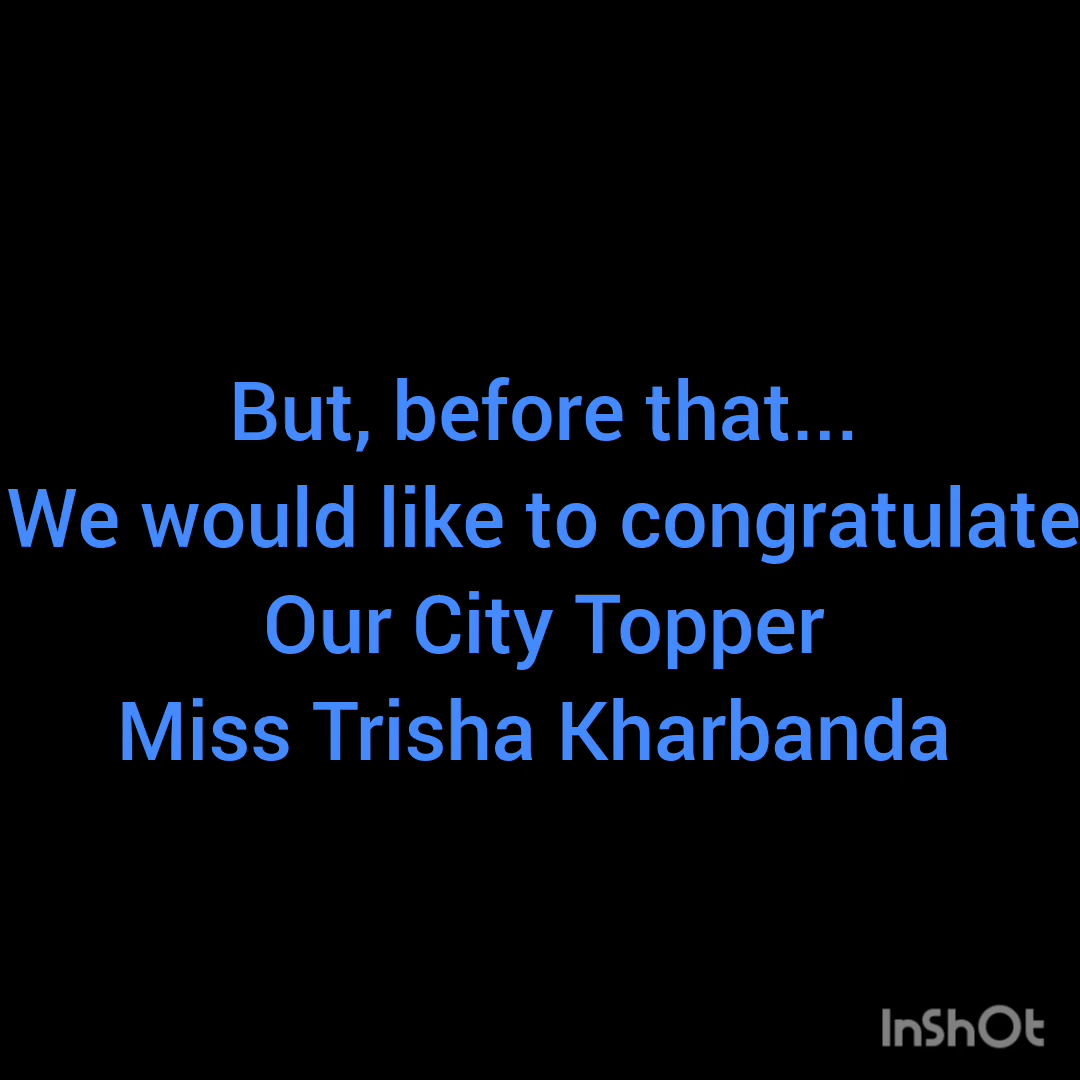 But, before that...
We would like to congratulate
Our City Topper
Miss Trisha Kharbanda
InShOt